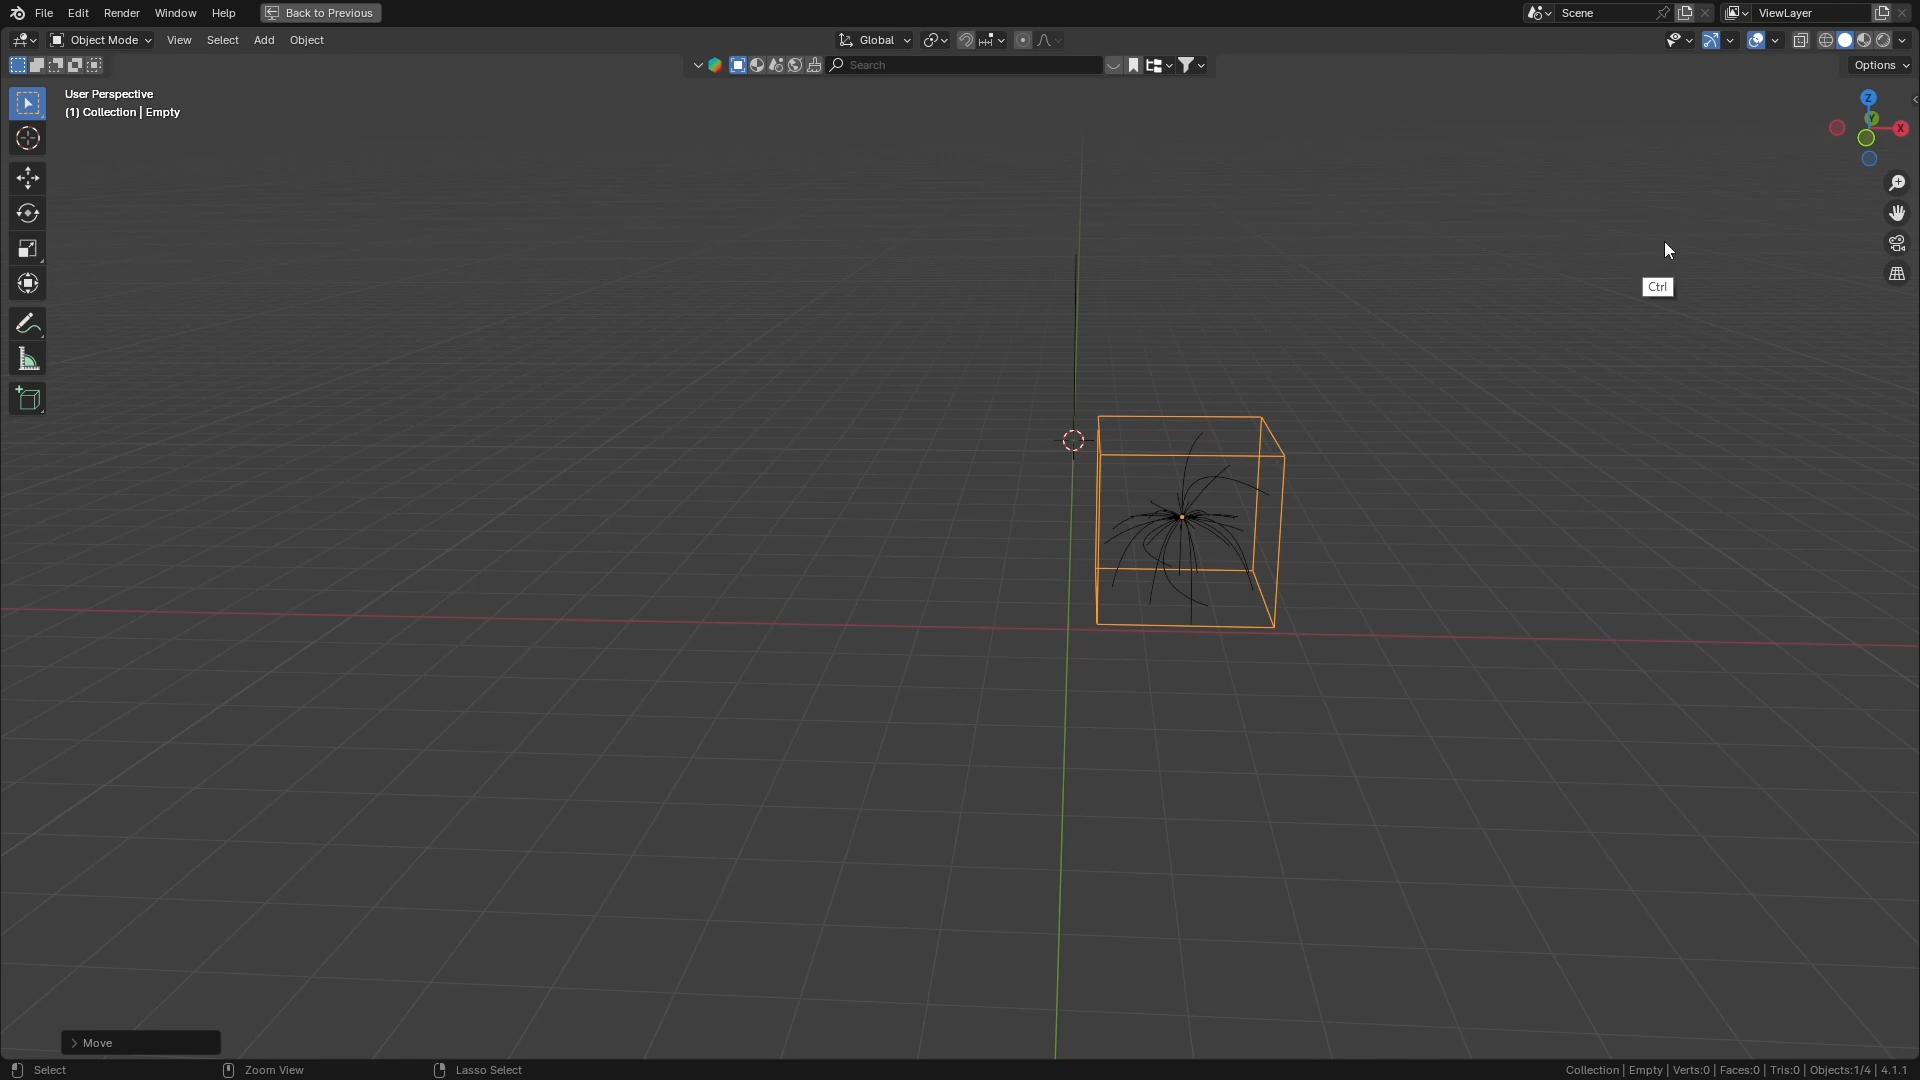 File Edit Render Window Help Back to Previous Scene ViewLayer
Object Mode View Select Add Object Global
Search Options
User Perspective
(1) Collection | Empty
Z
Y
X
Ctrl
Move
Select Zoom View Lasso Select Collection | Empty | Verts:0 | Faces:0 | Tris:0 | Objects:1/4 | 4.1.1